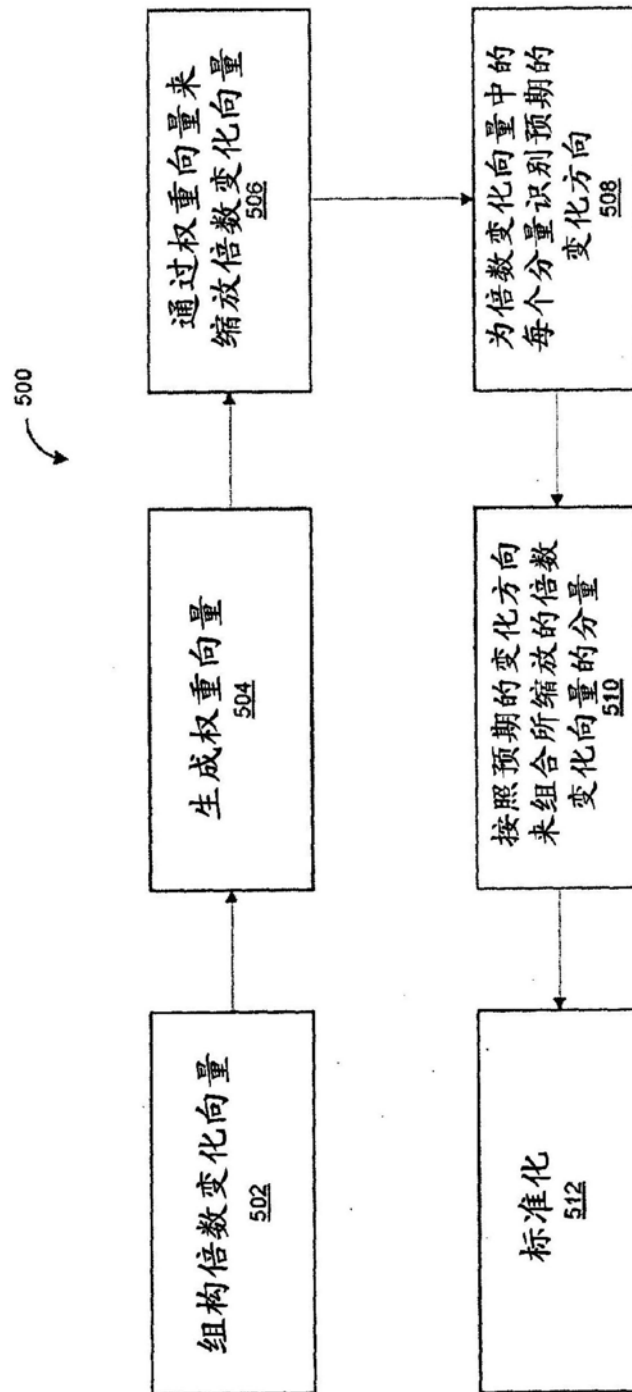 500
组构倍数变化向量
502
生成权重向量
504
通过权重向量来
缩放倍数变化向量
506
为倍数变化向量中的
每个分量识别预期的
变化方向
508
按照预期的变化方向
来组合所缩放的倍数
变化向量的分量
510
标准化
512